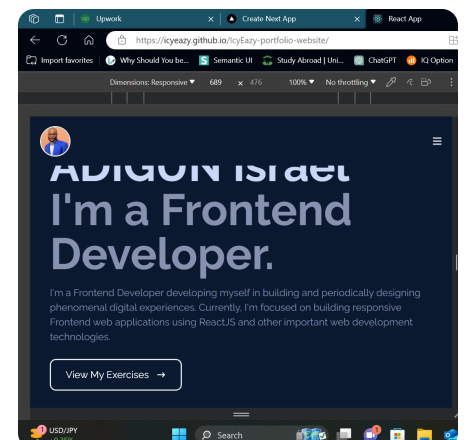 Upwork
Create Next App
React App
https://icyeazy.github.io/IcyEazy-portfolio-website/
Import favorites
Why Should You be...
Semantic UI
Study Abroad | Uni...
ChatGPT
IQ Option
Dimensions: Responsive ▼ 689 x 476 100% ▼ No throttling ▼
ADIGUN Israel
I'm a Frontend
Developer.
I'm a Frontend Developer developing myself in building and periodically designing
phenomenal digital experiences. Currently, I'm focused on building responsive
Frontend web applications using ReactJS and other important web development
technologies.
View My Exercises →
USD/JPY
Search